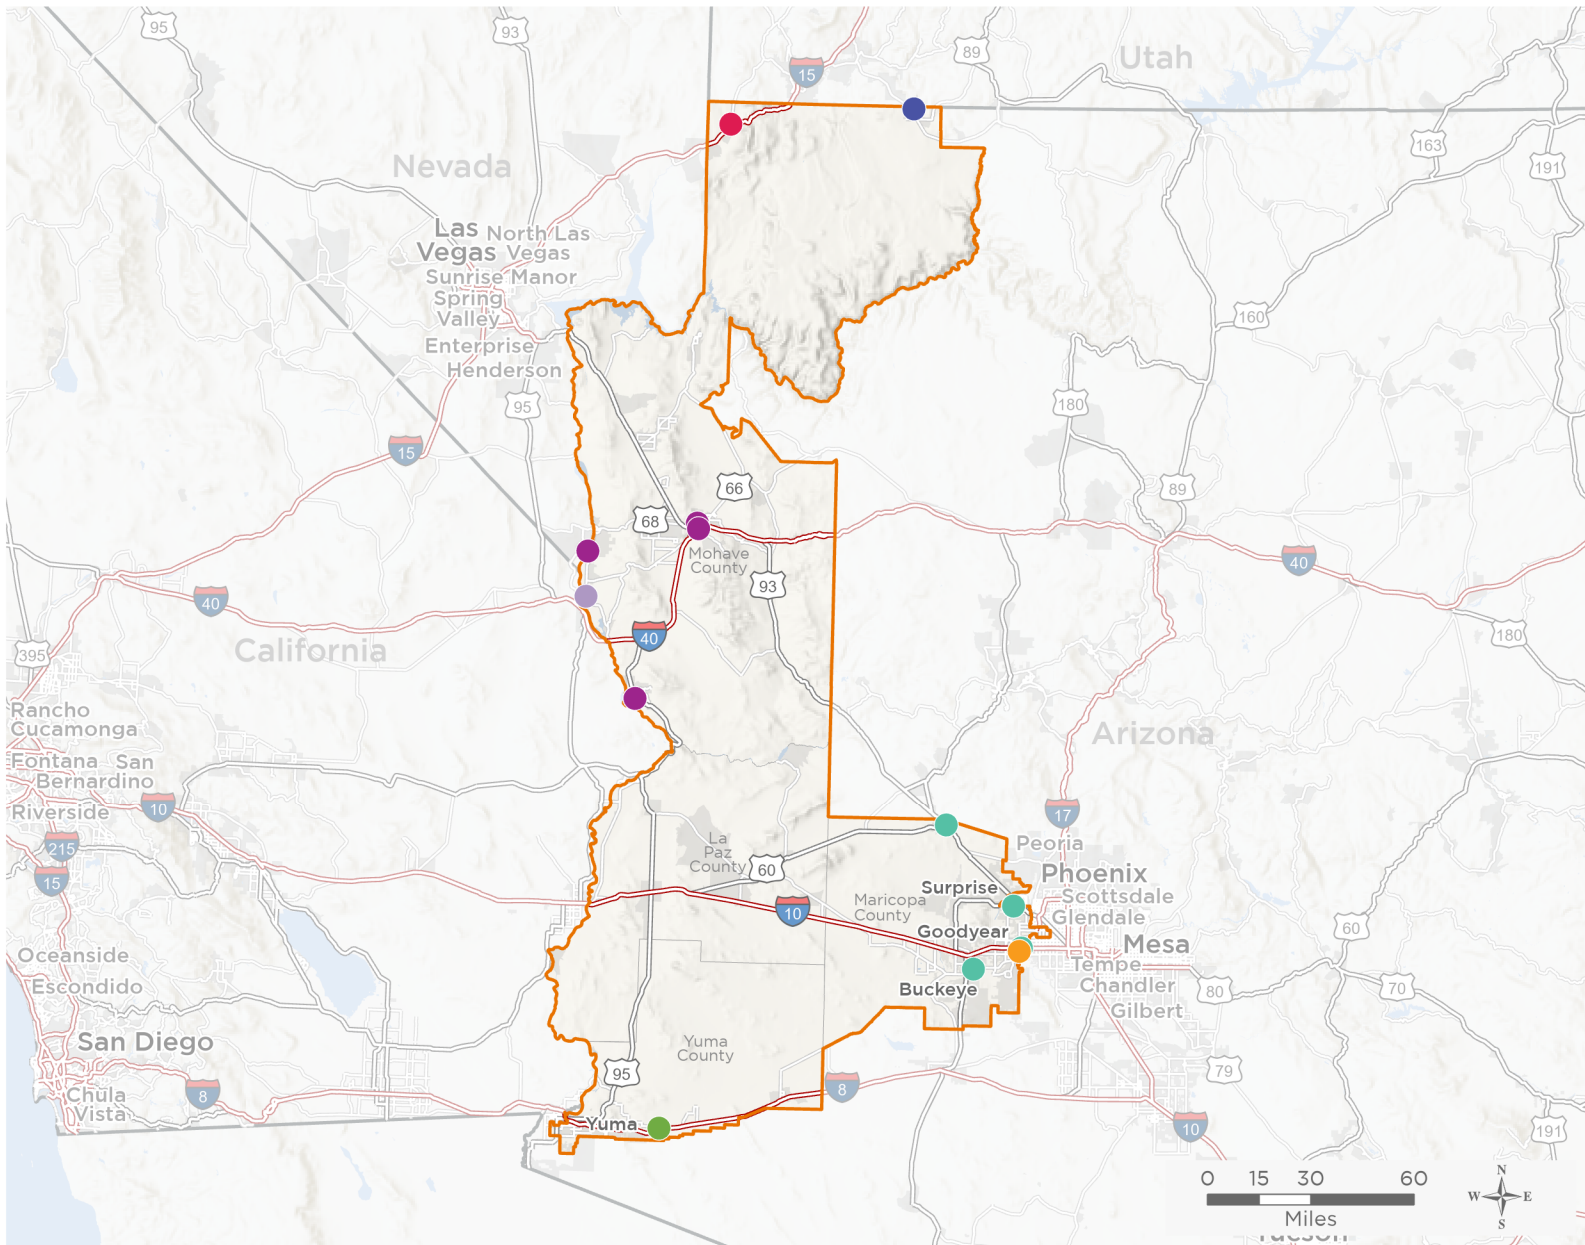 95
93
89
Utah
15
Nevada
163
191
Las
Vegas
North Las
Vegas
Sunrise Manor
Spring
Valley
Enterprise
Henderson
160
95
180
15
66
89
68
Mohave
County
40
93
40
40
180
California
395
Rancho
Cucamonga
Arizona
Fontana
San
Bernardino
Riverside
10
17
215
15
La
Paz
County
60
Peoria
Phoenix
Surprise
Scottsdale
Glendale
Maricopa
County
10
Goodyear
60
Mesa
Tempe
Chandler
Gilbert
Buckeye
80
70
Oceanside
Escondido
San Diego
Yuma
County
95
8
79
8
Chula
Vista
Yuma
10
191
0 15 30 60
Miles
N
W
E
S
Tucson